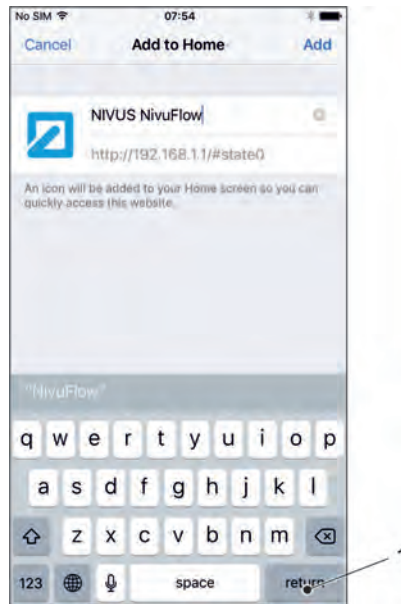 No SIM 07:54
Cancel Add to Home Add
NIVUS NivuFlow
http://192.168.1.1/#state0
An icon will be added to your Home screen so you can
quickly access this website.
"NivuFlow"
q w e r t y u i o p
a s d f g h j k l
z x c v b n m
123 space return